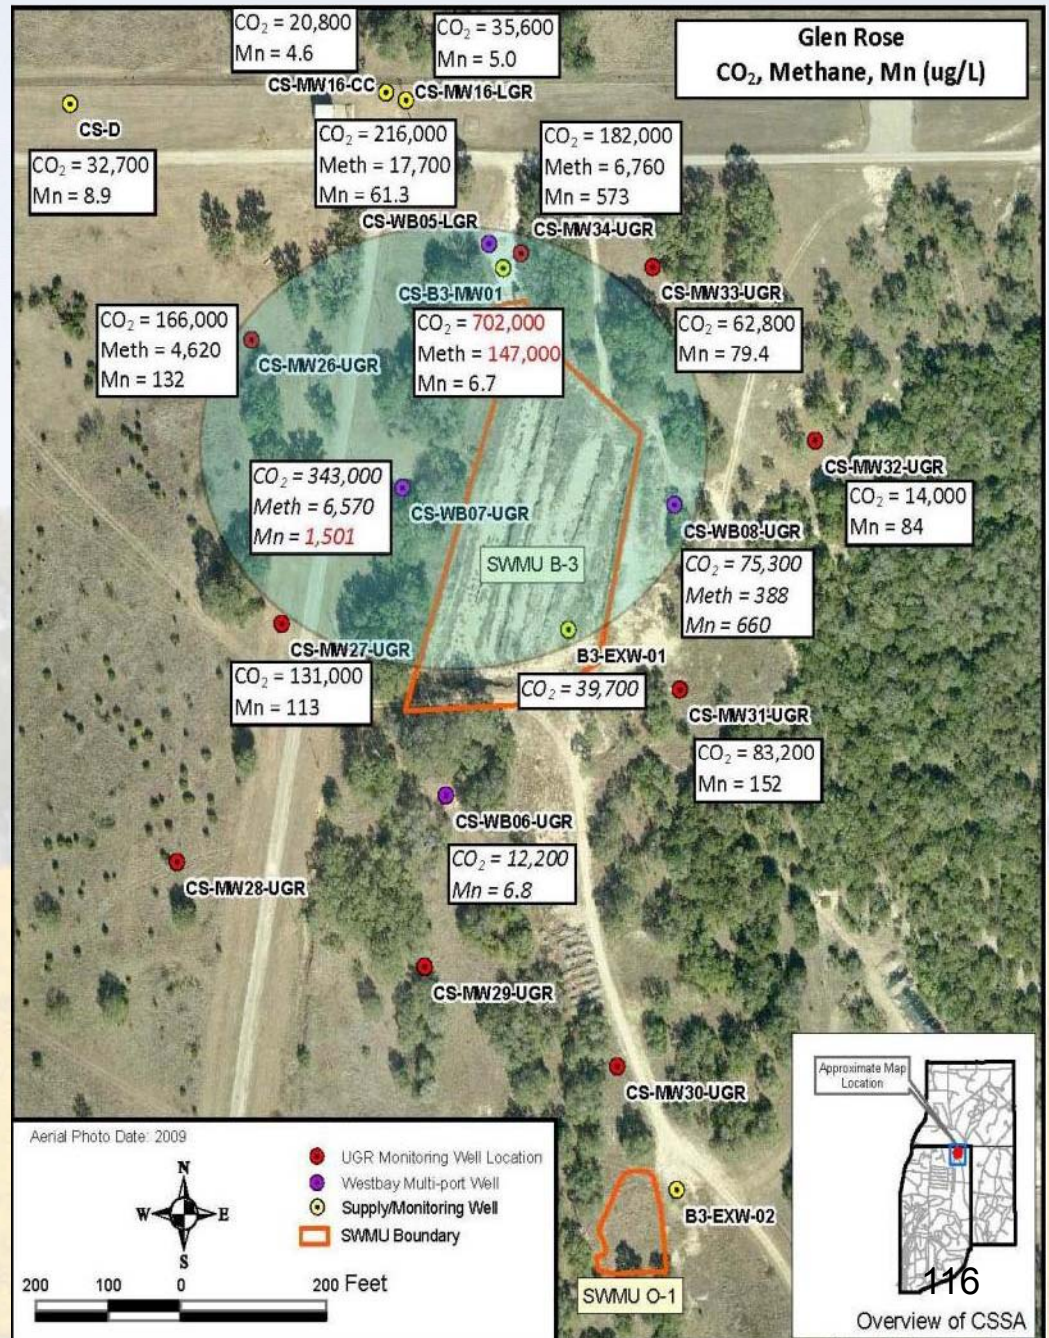 CO₂ = 20,800
Mn = 4.6
CO₂ = 35,600
Mn = 5.0
Glen Rose
CO₂, Methane, Mn (ug/L)
CS-MW16-CC
CS-MW16-LGR
CS-D
CO₂ = 32,700
Mn = 8.9
CO₂ = 216,000
Meth = 17,700
Mn = 61.3
CO₂ = 182,000
Meth = 6,760
Mn = 573
CS-WB05-LGR
CS-MW34-UGR
CS-B3-MW01
CS-MW33-UGR
CO₂ = 166,000
Meth = 4,620
Mn = 132
CS-MW26-UGR
CO₂ = 702,000
Meth = 147,000
Mn = 6.7
CO₂ = 62,800
Mn = 79.4
CS-MW32-UGR
CO₂ = 14,000
Mn = 84
CO₂ = 343,000
Meth = 6,570
Mn = 1,501
CS-WB07-UGR
CS-WB08-UGR
SWMU B-3
CO₂ = 75,300
Meth = 388
Mn = 660
CS-MW27-UGR
CO₂ = 131,000
Mn = 113
B3-EXW-01
CO₂ = 39,700
CS-MW31-UGR
CO₂ = 83,200
Mn = 152
CS-WB06-UGR
CO₂ = 12,200
Mn = 6.8
CS-MW28-UGR
CS-MW29-UGR
CS-MW30-UGR
B3-EXW-02
SWMU O-1
Aerial Photo Date: 2009
N
W E
S
200 100 0 200 Feet
UGR Monitoring Well Location
Westbay Multi-port Well
Supply/Monitoring Well
SWMU Boundary
Approximate Map
Location
116
Overview of CSSA